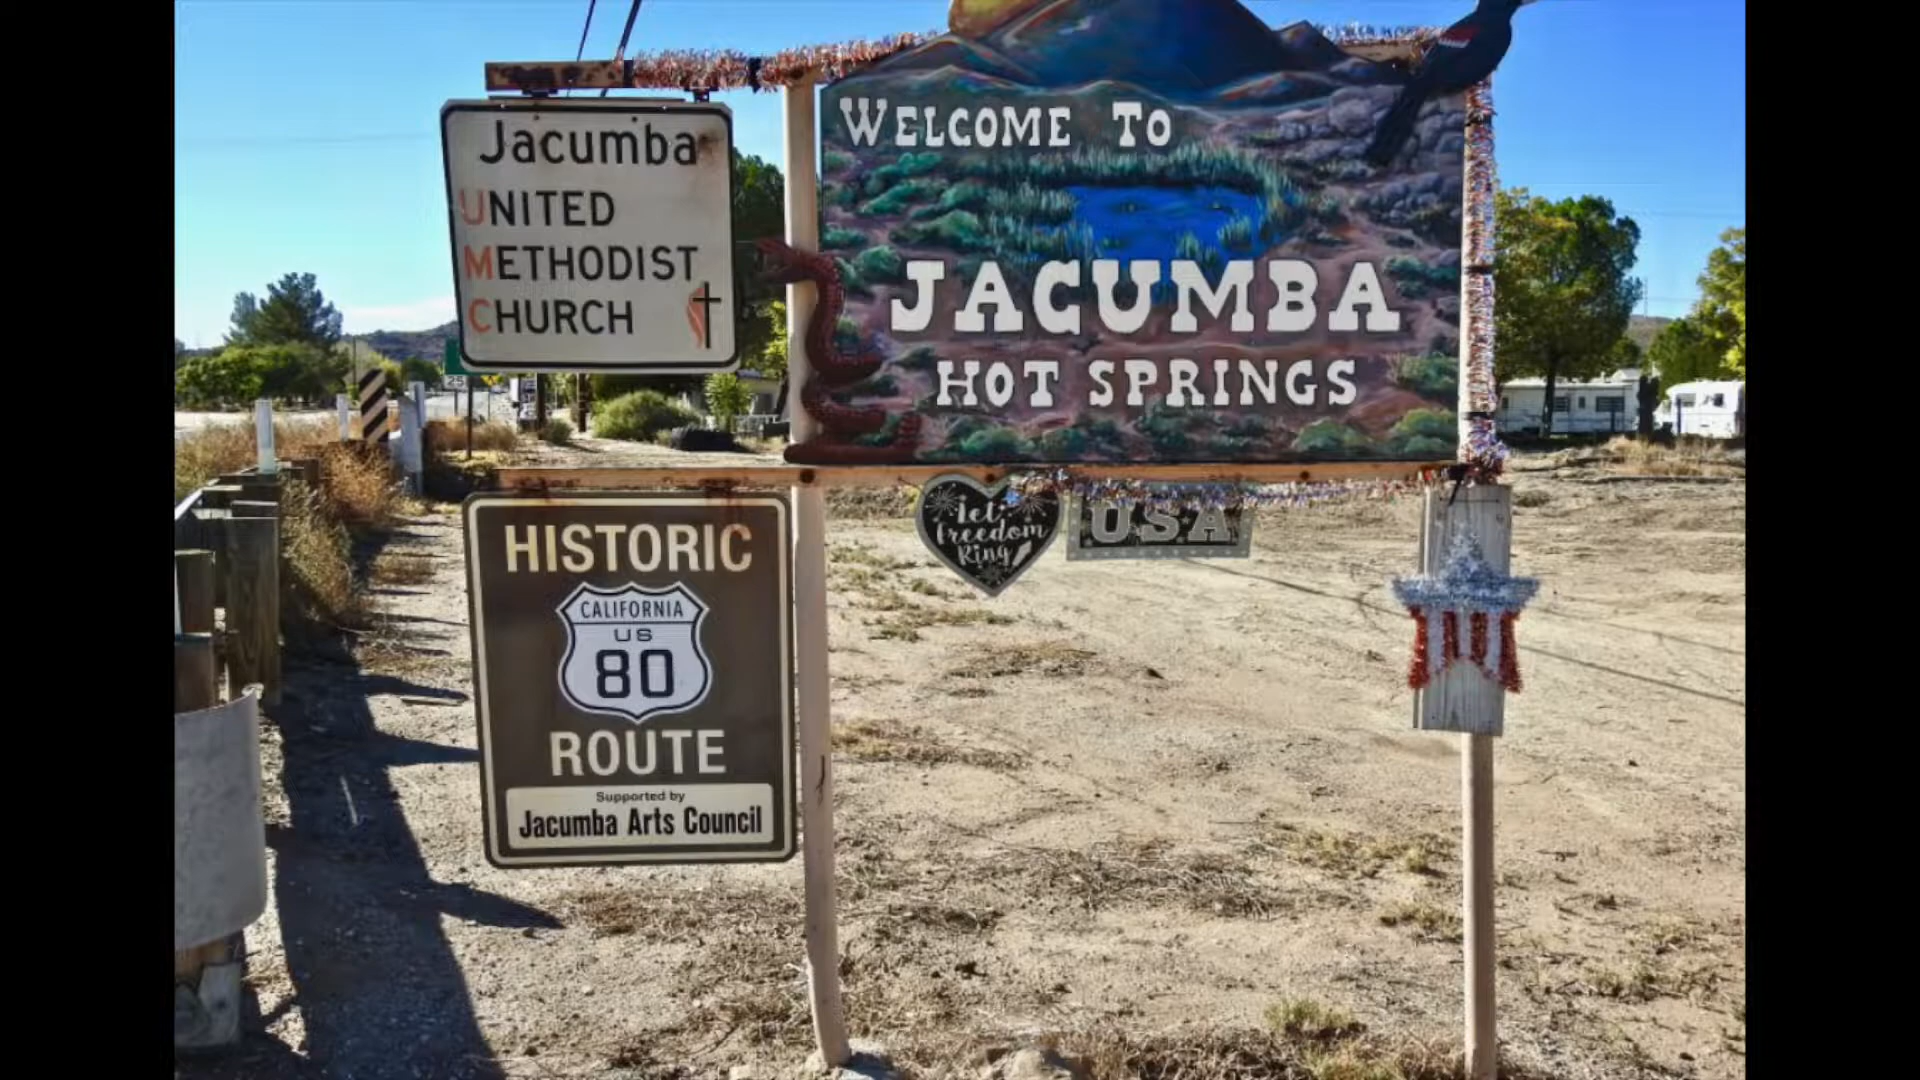 Jacumba
UNITED
METHODIST
CHURCH
WELCOME TO
JACUMBA
HOT SPRINGS
HISTORIC
CALIFORNIA
US
80
ROUTE
Supported by
Jacumba Arts Council
Let
freedom
Ring
USA
25